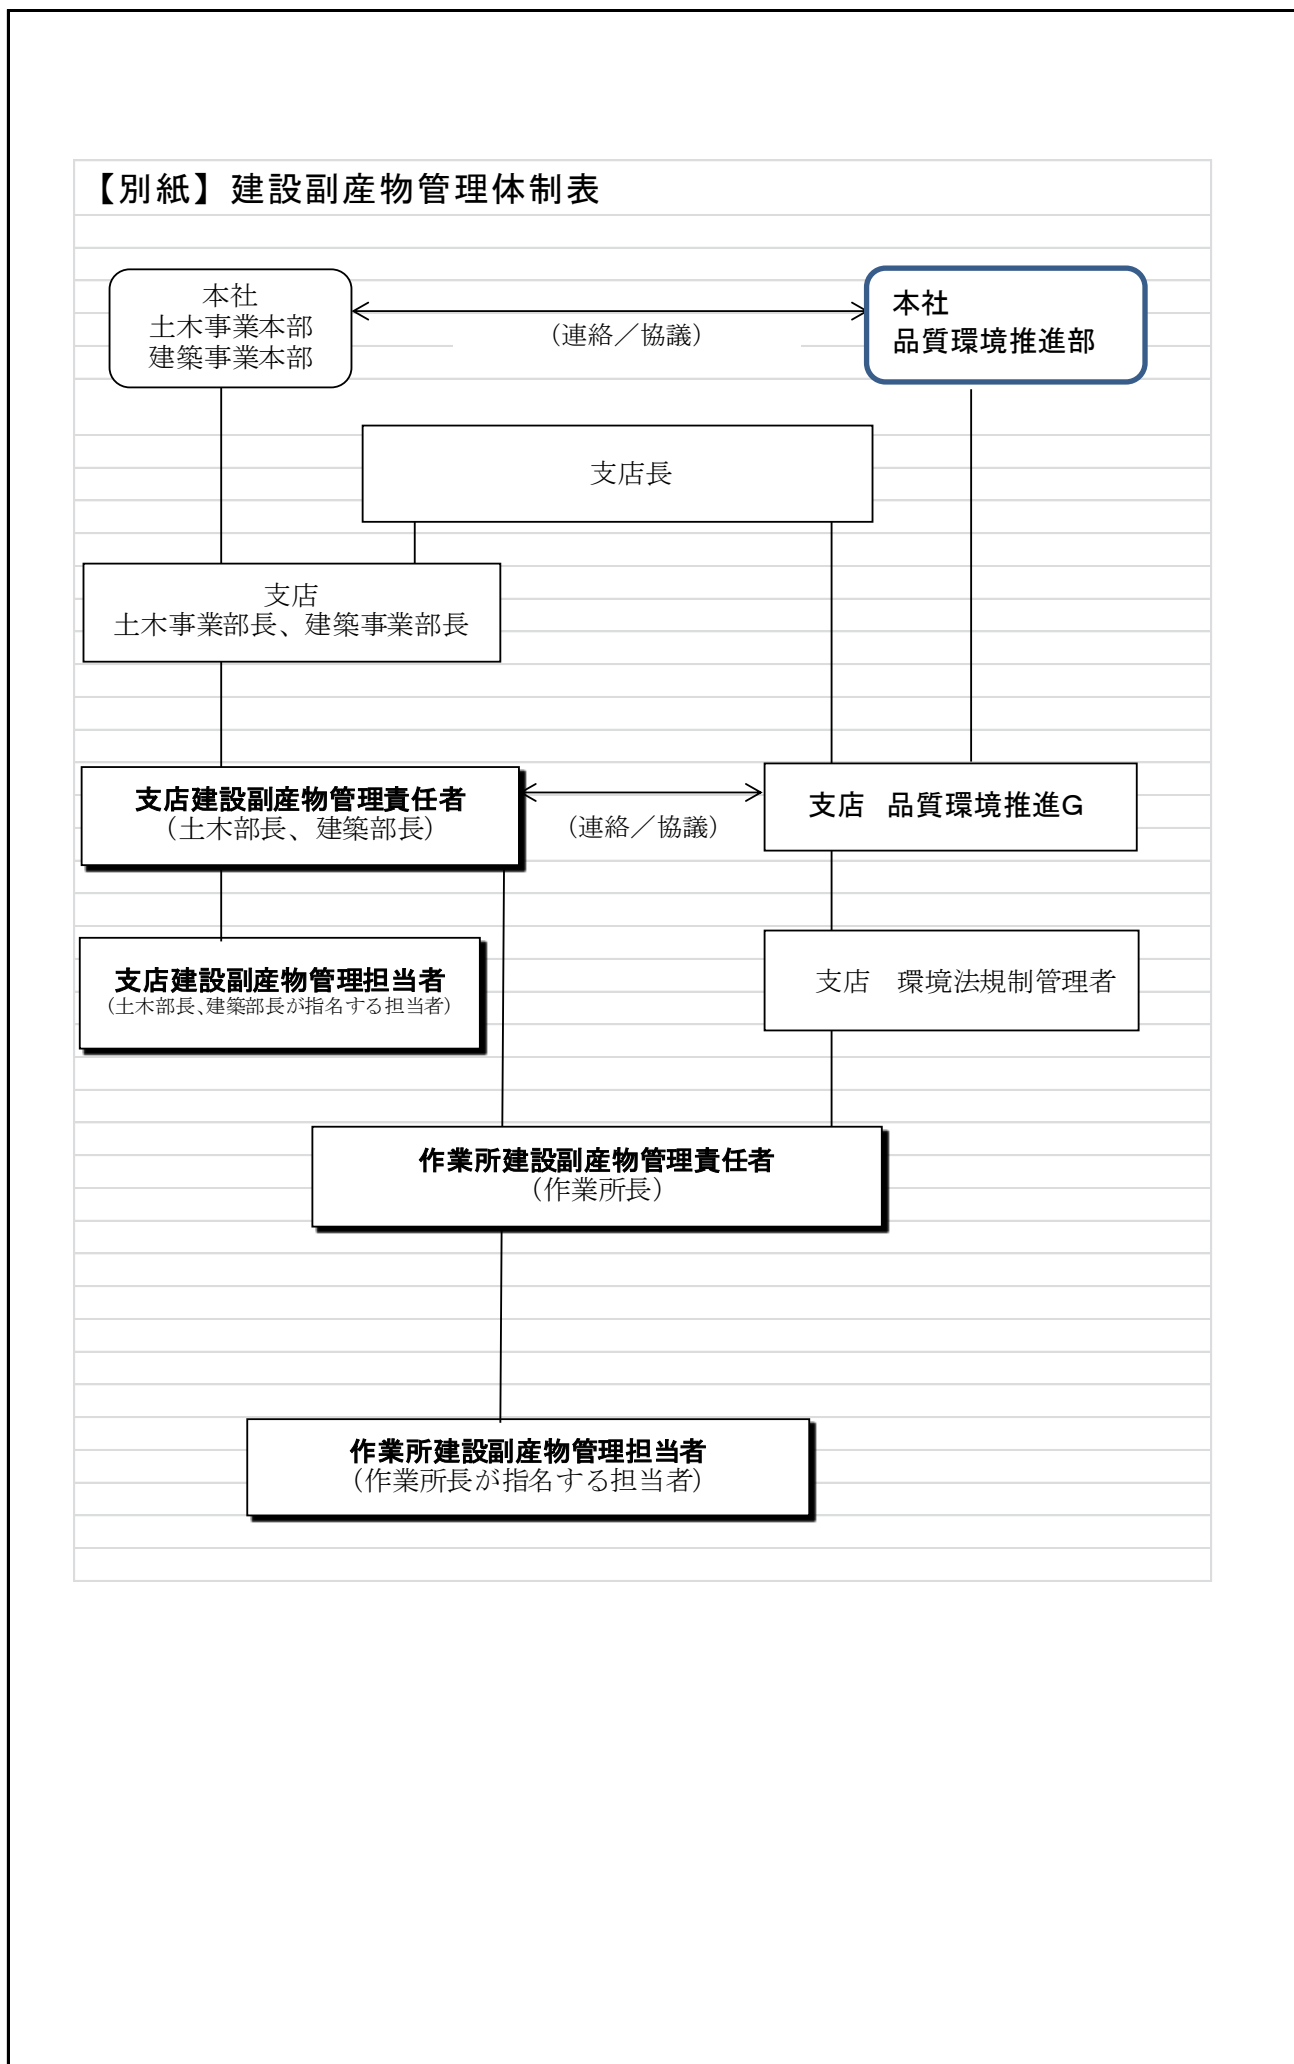 【別紙】建設副産物管理体制表
本社
土木事業本部
建築事業本部
（連絡／協議）
本社
品質環境推進部
支店長
支店
土木事業部長、建築事業部長
支店建設副産物管理責任者
（土木部長、建築部長）
（連絡／協議）
支店　品質環境推進Ｇ
支店建設副産物管理担当者
（土木部長、建築部長が指名する担当者）
支店　環境法規制管理者
作業所建設副産物管理責任者
（作業所長）
作業所建設副産物管理担当者
（作業所長が指名する担当者）